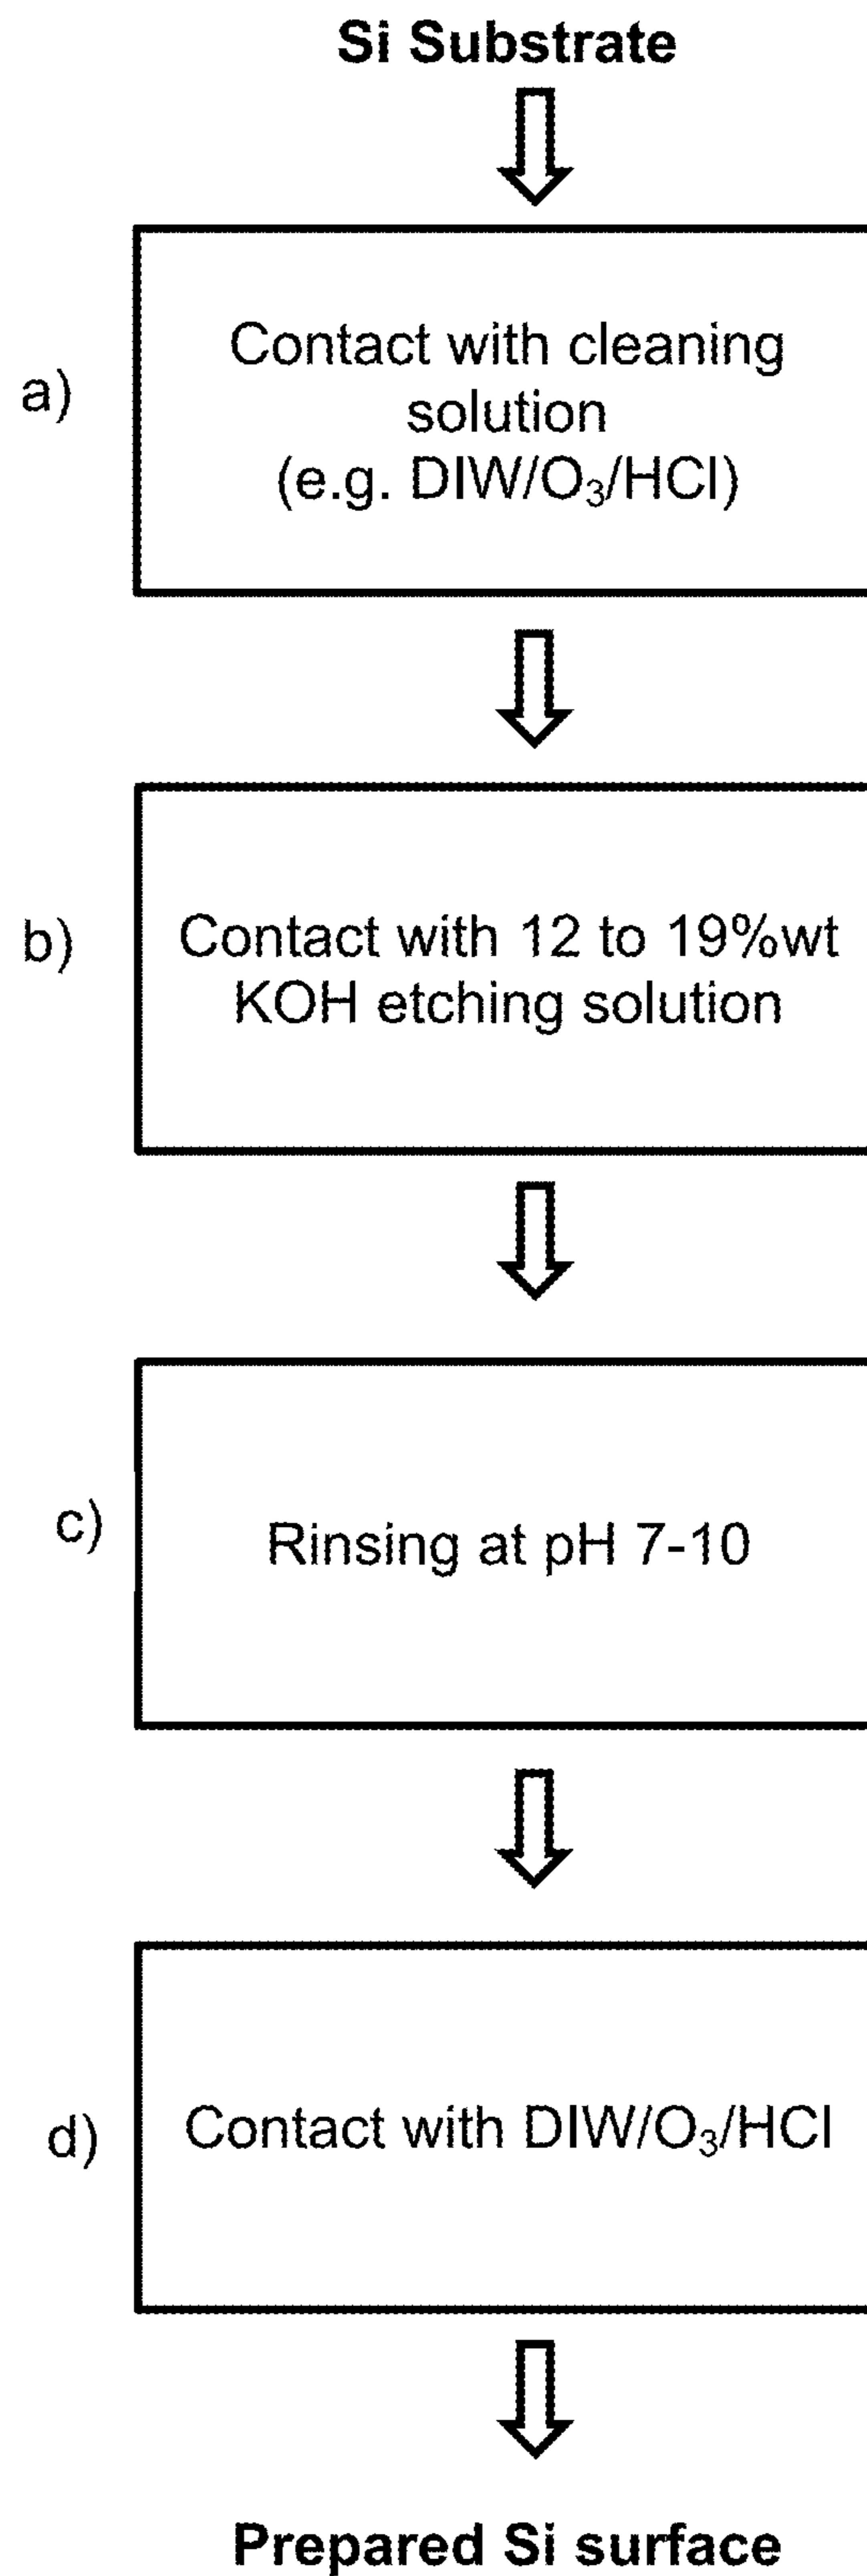 Si Substrate
a)
Contact with cleaning
solution
(e.g. DIW/O₃/HCl)
b)
Contact with 12 to 19%wt
KOH etching solution
c)
Rinsing at pH 7-10
d)
Contact with DIW/O₃/HCl
Prepared Si surface